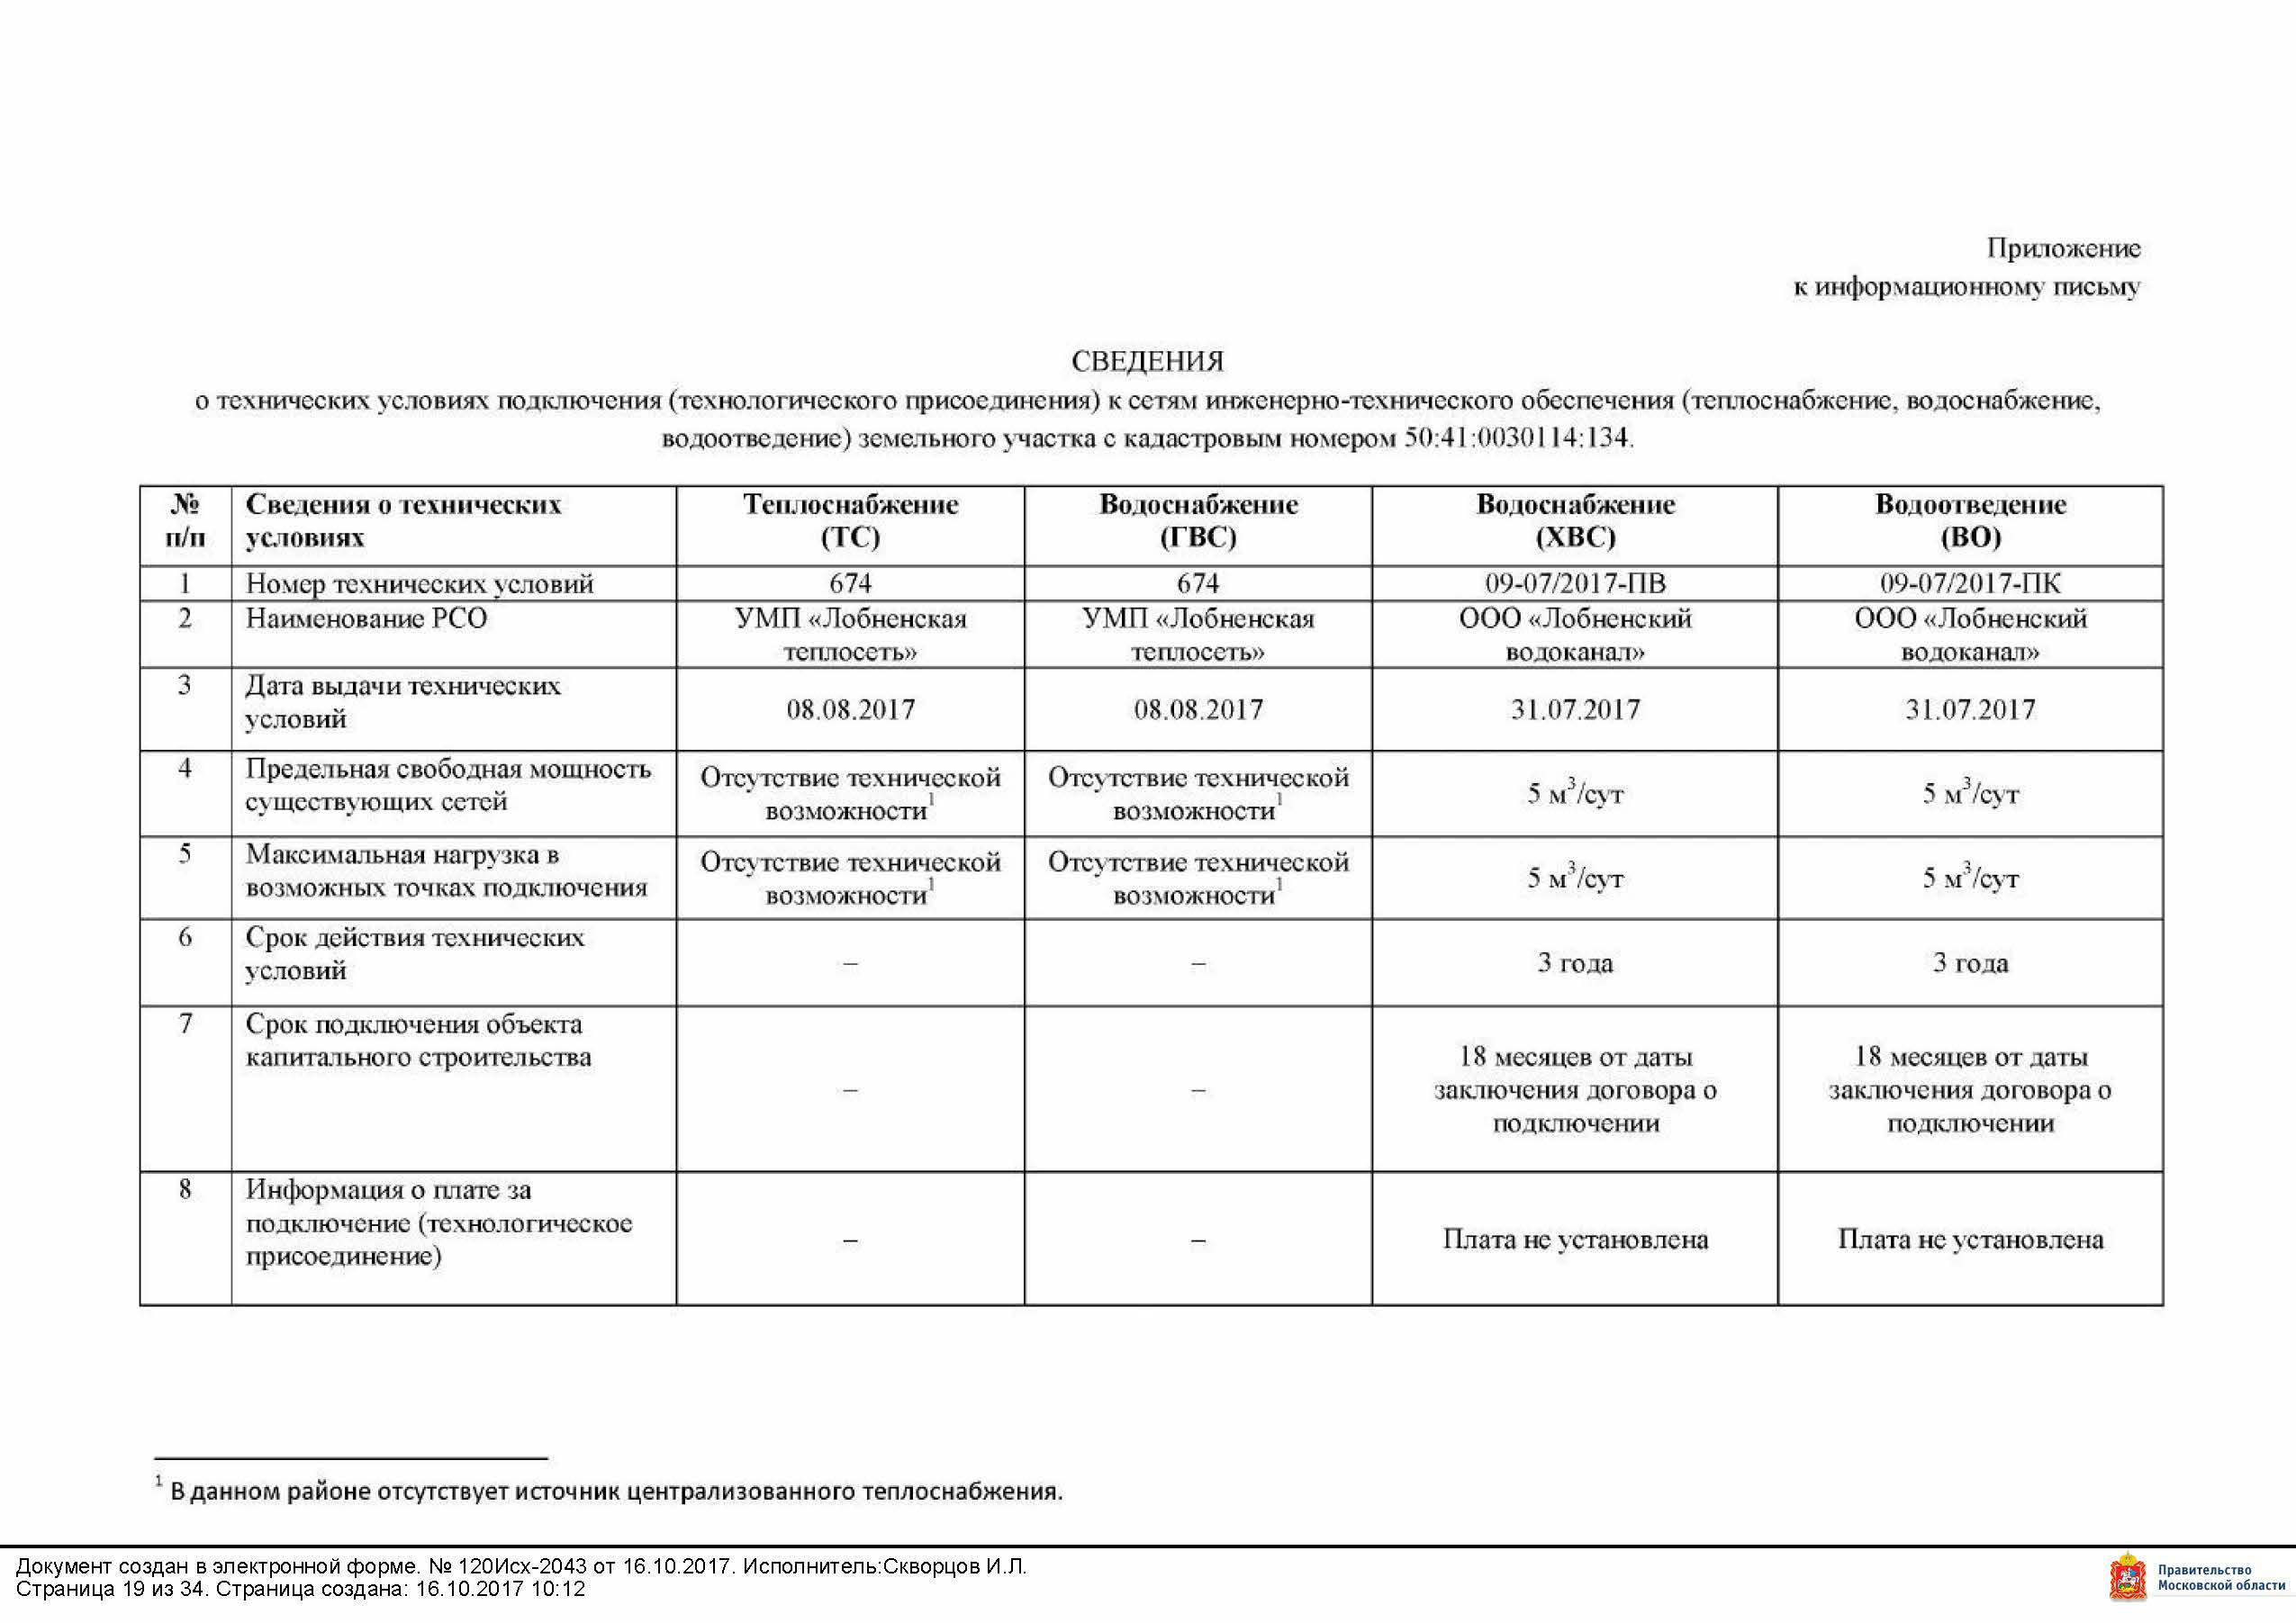 Приложение
к информационному письму
СВЕДЕНИЯ
о технических условиях подключения (технологического присоединения) к сетям инженерно-технического обеспечения (теплоснабжение, водоснабжение,
водоотведение) земельного участка с кадастровым номером 50:41:0030114:134.
№ п/п Сведения о технических условиях Теплоснабжение (ТС) Водоснабжение (ГВС) Водоснабжение (ХВС) Водоотведение (ВО)
1 Номер технических условий 674 674 09-07/2017-ПВ 09-07/2017-ПК
2 Наименование РСО УМП «Лобненская теплосеть» УМП «Лобненская теплосеть» ООО «Лобненский водоканал» ООО «Лобненский водоканал»
3 Дата выдачи технических условий 08.08.2017 08.08.2017 31.07.2017 31.07.2017
4 Предельная свободная мощность существующих сетей Отсутствие технической возможности¹ Отсутствие технической возможности¹ 5 м³/сут 5 м³/сут
5 Максимальная нагрузка в возможных точках подключения Отсутствие технической возможности¹ Отсутствие технической возможности¹ 5 м³/сут 5 м³/сут
6 Срок действия технических условий – – 3 года 3 года
7 Срок подключения объекта капитального строительства – – 18 месяцев от даты заключения договора о подключении 18 месяцев от даты заключения договора о подключении
8 Информация о плате за подключение (технологическое присоединение) – – Плата не установлена Плата не установлена
¹ В данном районе отсутствует источник централизованного теплоснабжения.
Документ создан в электронной форме. № 120Исх-2043 от 16.10.2017. Исполнитель:Скворцов И.Л.
Страница 19 из 34. Страница создана: 16.10.2017 10:12
Правительство
Московской области